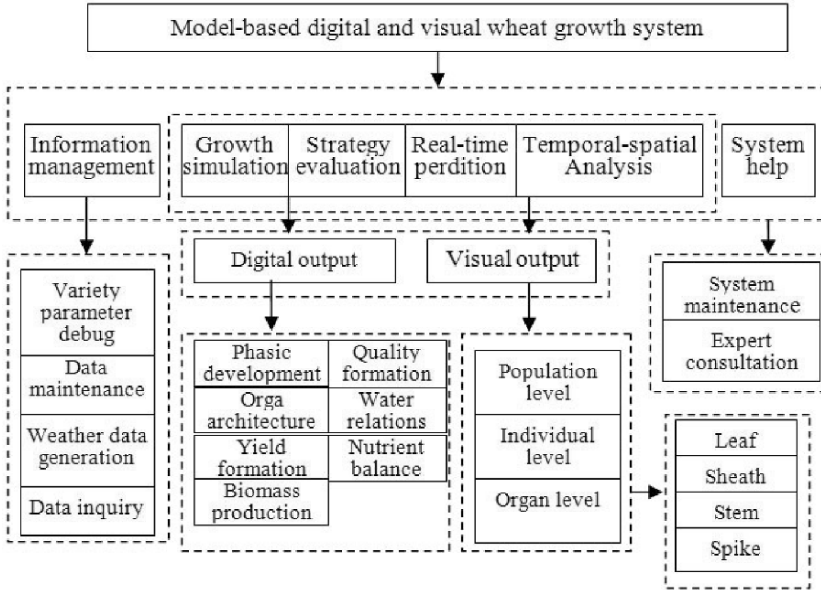 Model-based digital and visual wheat growth system
Information
management
Growth
simulation
Strategy
evaluation
Real-time
perdition
Temporal-spatial
Analysis
System
help
Digital output
Visual output
Variety
parameter
debug
Data
maintenance
Weather data
generation
Data inquiry
Phasic
development
Quality
formation
Orga
architecture
Water
relations
Yield
formation
Nutrient
balance
Biomass
production
Population
level
Individual
level
Organ level
System
maintenance
Expert
consultation
Leaf
Sheath
Stem
Spike